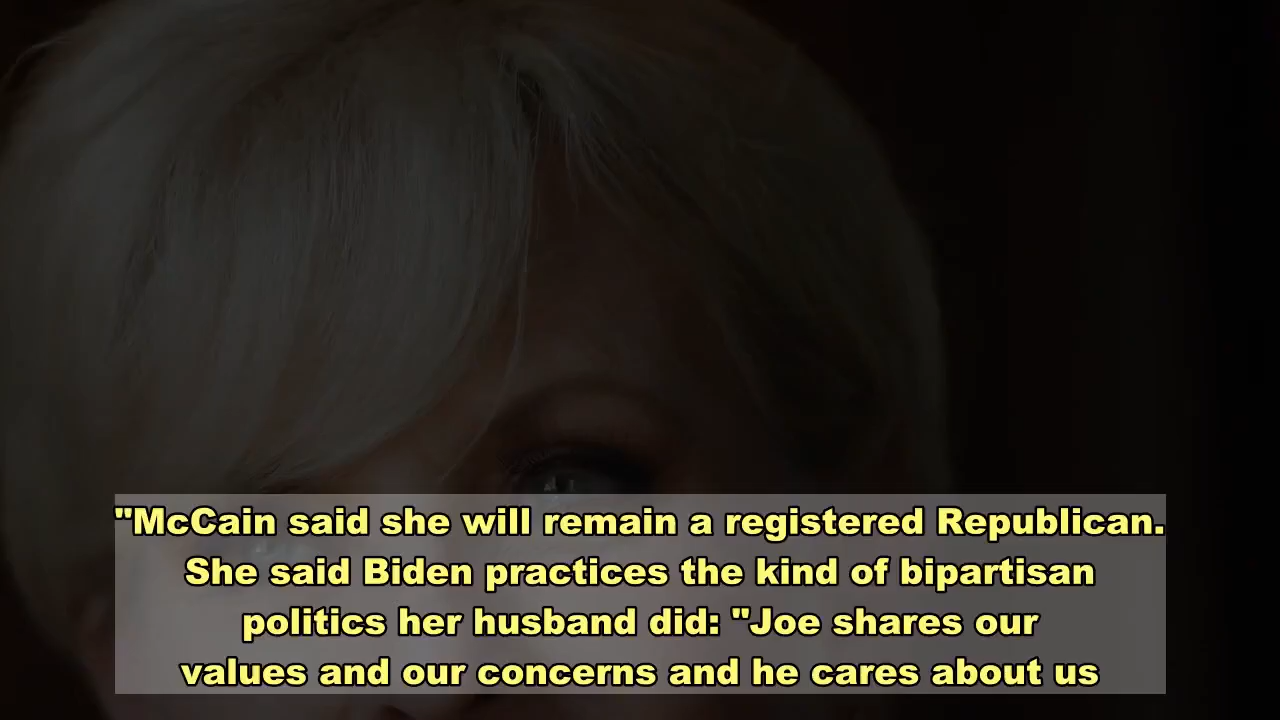 "McCain said she will remain a registered Republican.
She said Biden practices the kind of bipartisan
politics her husband did: "Joe shares our
values and our concerns and he cares about us